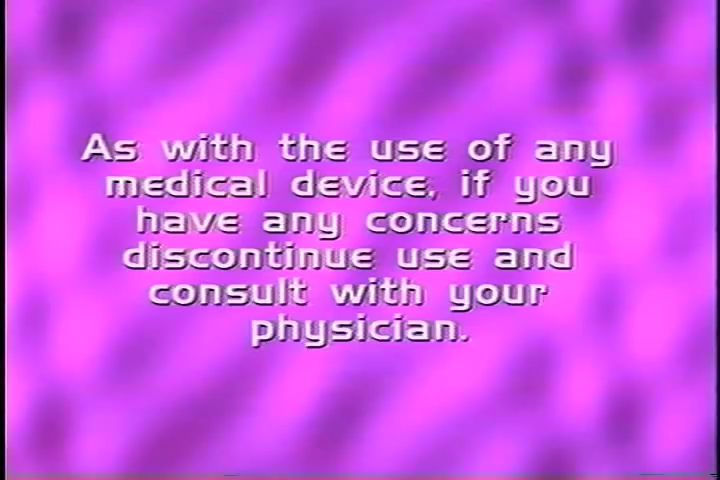 As with the use of any
medical device, if you
have any concerns
discontinue use and
consult with your
physician.